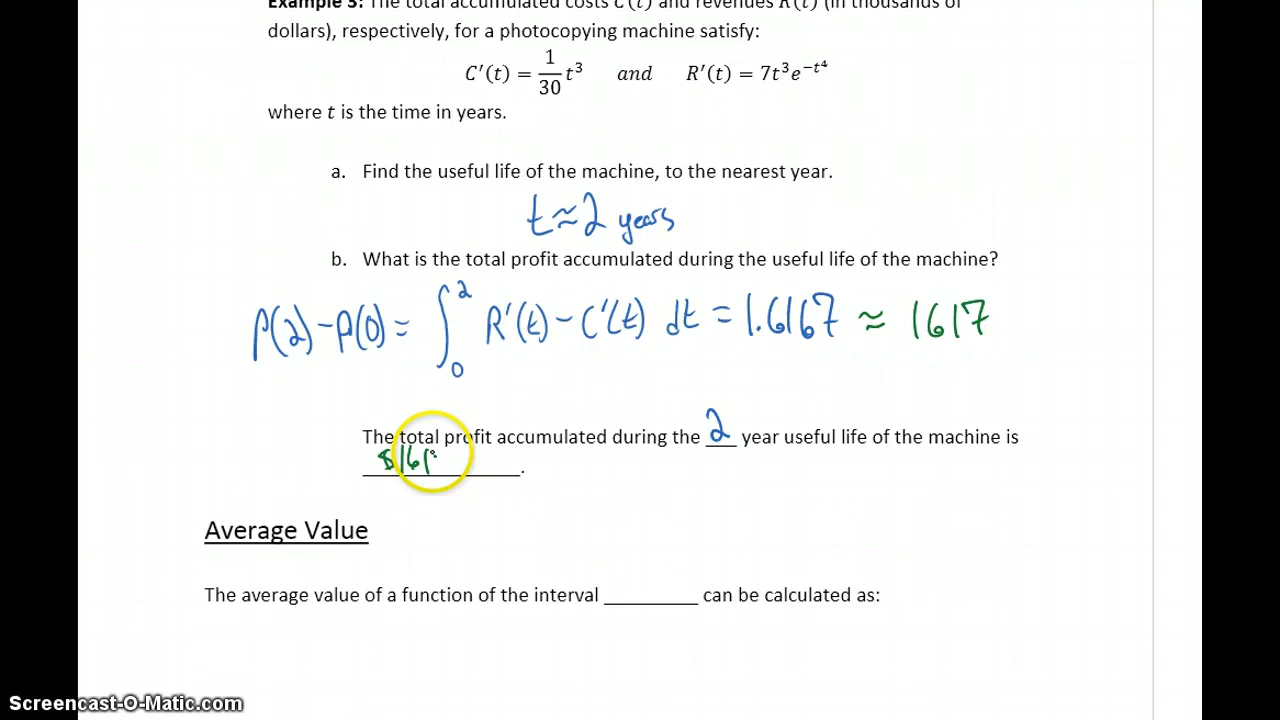 Example 3: The total accumulated costs C(t) and revenues R(t) (in thousands of
dollars), respectively, for a photocopying machine satisfy:
C′(t) = 1/30 t³ and R′(t) = 7t³e^(−t⁴)
where t is the time in years.
a. Find the useful life of the machine, to the nearest year.
t ≈ 2 years
b. What is the total profit accumulated during the useful life of the machine?
P(2) − P(0) = ∫₀² R'(t) − C'(t) dt = 1.6167 ≈ 1617
The total profit accumulated during the 2 year useful life of the machine is
$161 .
Average Value
The average value of a function of the interval ________ can be calculated as:
Screencast-O-Matic.com